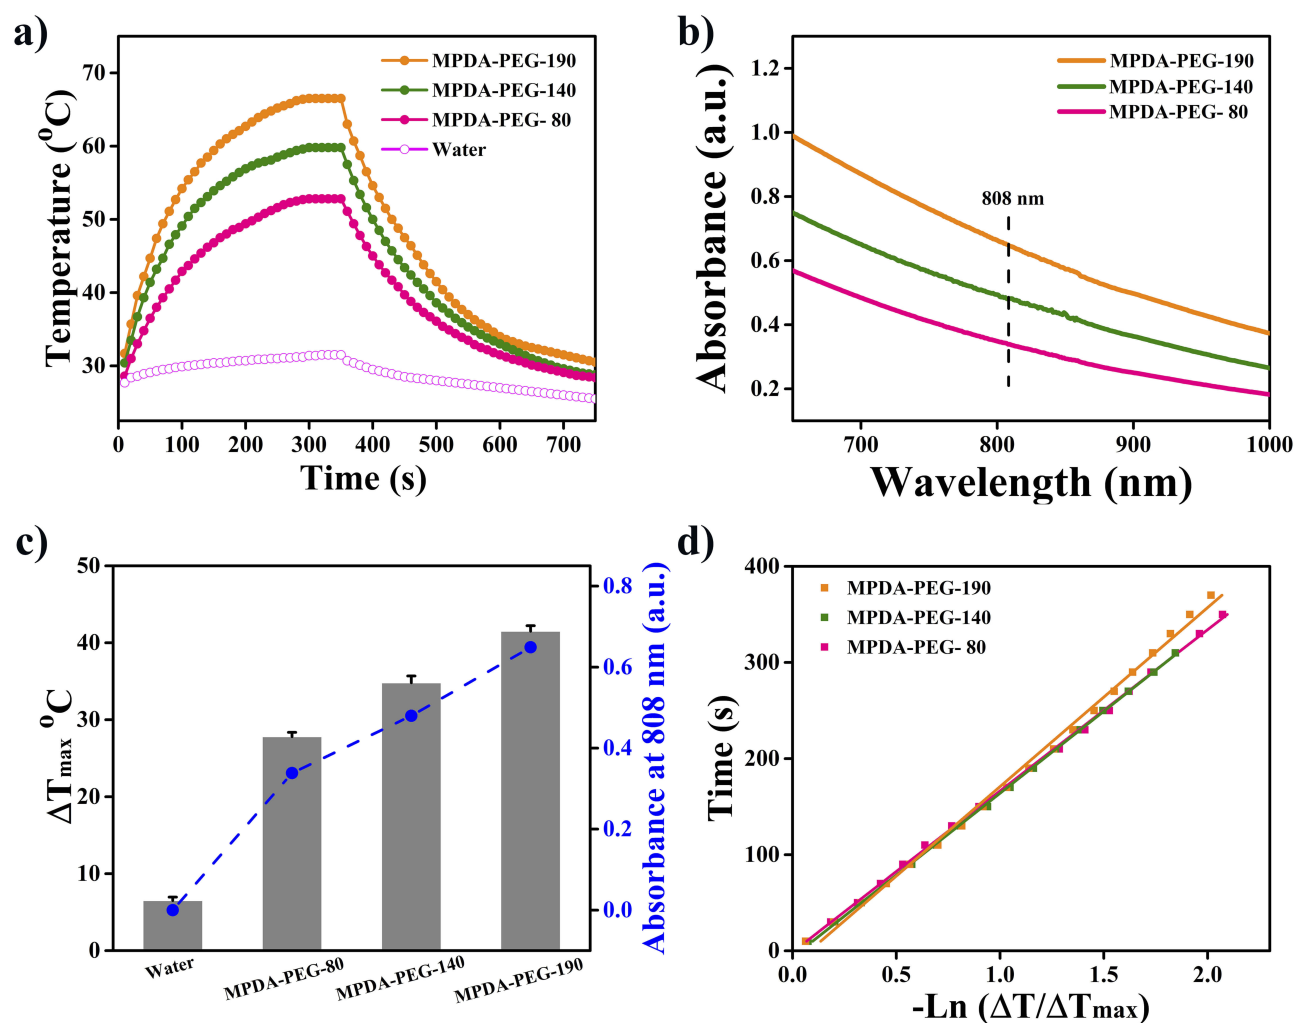 a)
MPDA-PEG-190
MPDA-PEG-140
MPDA-PEG- 80
Water
Temperature (⁰C)
70
60
50
40
30
0 100 200 300 400 500 600 700
Time (s)
b)
MPDA-PEG-190
MPDA-PEG-140
MPDA-PEG- 80
808 nm
Absorbance (a.u.)
1.2
1.0
0.8
0.6
0.4
0.2
700 800 900 1000
Wavelength (nm)
c)
ΔTmax ⁰C
50
40
30
20
10
0
Water MPDA-PEG-80 MPDA-PEG-140 MPDA-PEG-190
0.8
0.6
0.4
0.2
0.0
Absorbance at 808 nm (a.u.)
d)
MPDA-PEG-190
MPDA-PEG-140
MPDA-PEG- 80
Time (s)
400
300
200
100
0
0.0 0.5 1.0 1.5 2.0
-Ln (ΔT/ΔTmax)